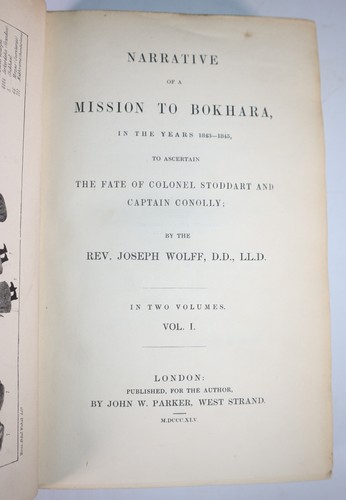 NARRATIVE
OF A
MISSION TO BOKHARA,
IN THE YEARS 1843—1845,
TO ASCERTAIN
THE FATE OF COLONEL STODDART AND
CAPTAIN CONOLLY;
BY THE
REV. JOSEPH WOLFF, D.D., LL.D.
IN TWO VOLUMES.
VOL. I.
LONDON:
PUBLISHED, FOR THE AUTHOR,
BY JOHN W. PARKER, WEST STRAND.
M.DCCC.XLV.